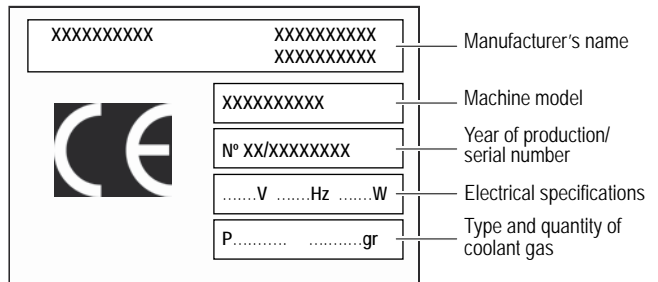 XXXXXXXXXX XXXXXXXXXX
XXXXXXXXXX
Manufacturer’s name
CE
XXXXXXXXXX
Machine model
Nº XX/XXXXXXXX
Year of production/
serial number
.......V .......Hz .......W
Electrical specifications
P........... ...........gr
Type and quantity of
coolant gas